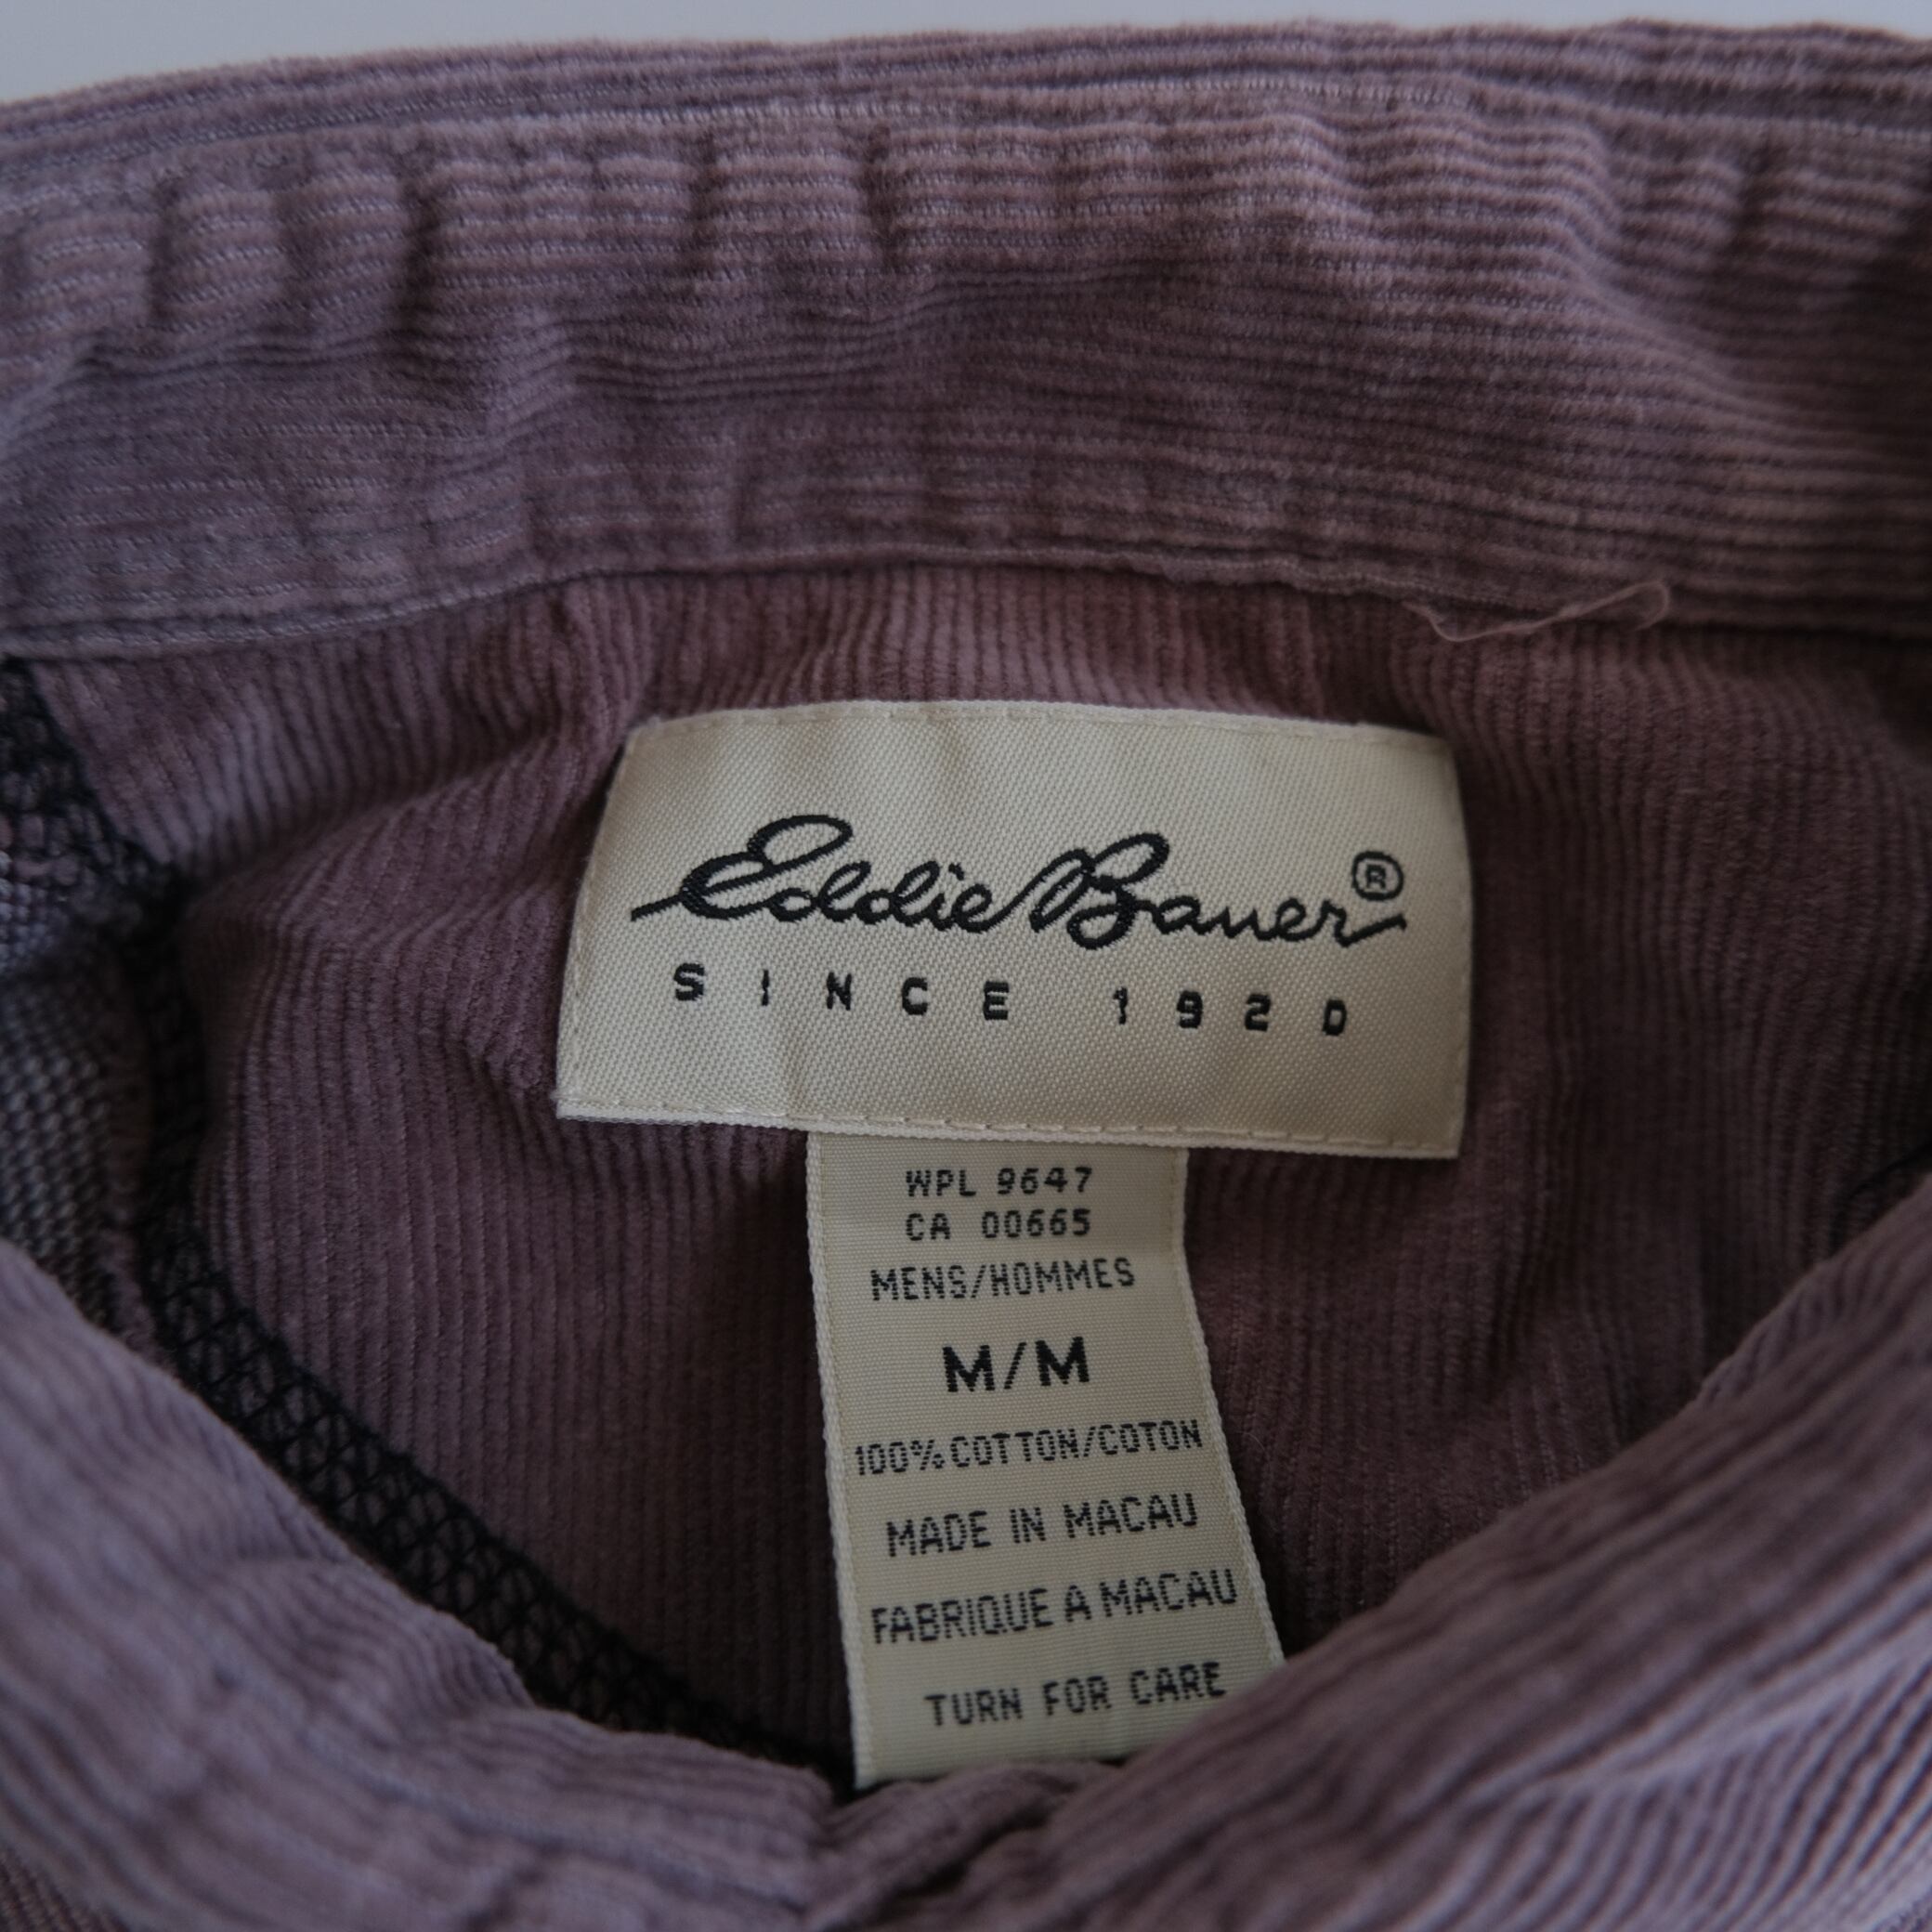 Eddie Bauer®
SINCE 1920
WPL 9647
CA 00665
MENS/HOMMES
M/M
100% COTTON/COTON
MADE IN MACAU
FABRIQUE A MACAU
TURN FOR CARE